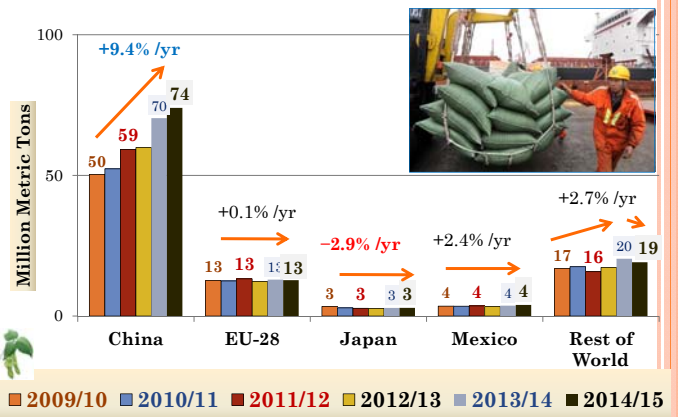 Million Metric Tons
100
50
0
+9.4% /yr
50
59
70
74
+0.1% /yr
13
13
13
13
−2.9% /yr
3
3
3
3
+2.4% /yr
4
4
4
4
+2.7% /yr
17
16
20
19
China
EU-28
Japan
Mexico
Rest of
World
2009/10 2010/11 2011/12 2012/13 2013/14 2014/15